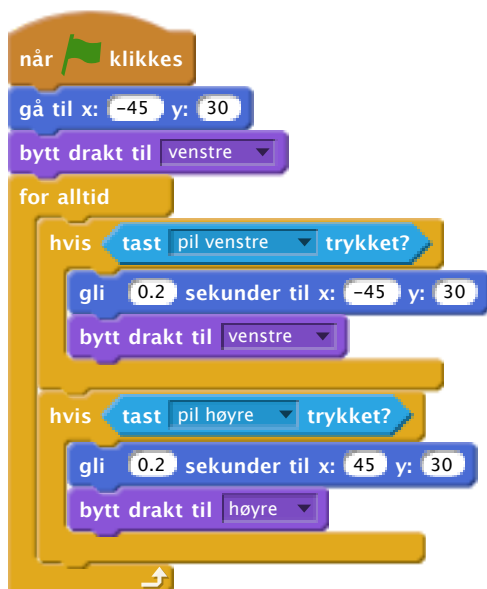 når klikkes
gå til x: -45 y: 30
bytt drakt til venstre
for alltid
hvis tast pil venstre trykket?
gli 0.2 sekunder til x: -45 y: 30
bytt drakt til venstre
hvis tast pil høyre trykket?
gli 0.2 sekunder til x: 45 y: 30
bytt drakt til høyre